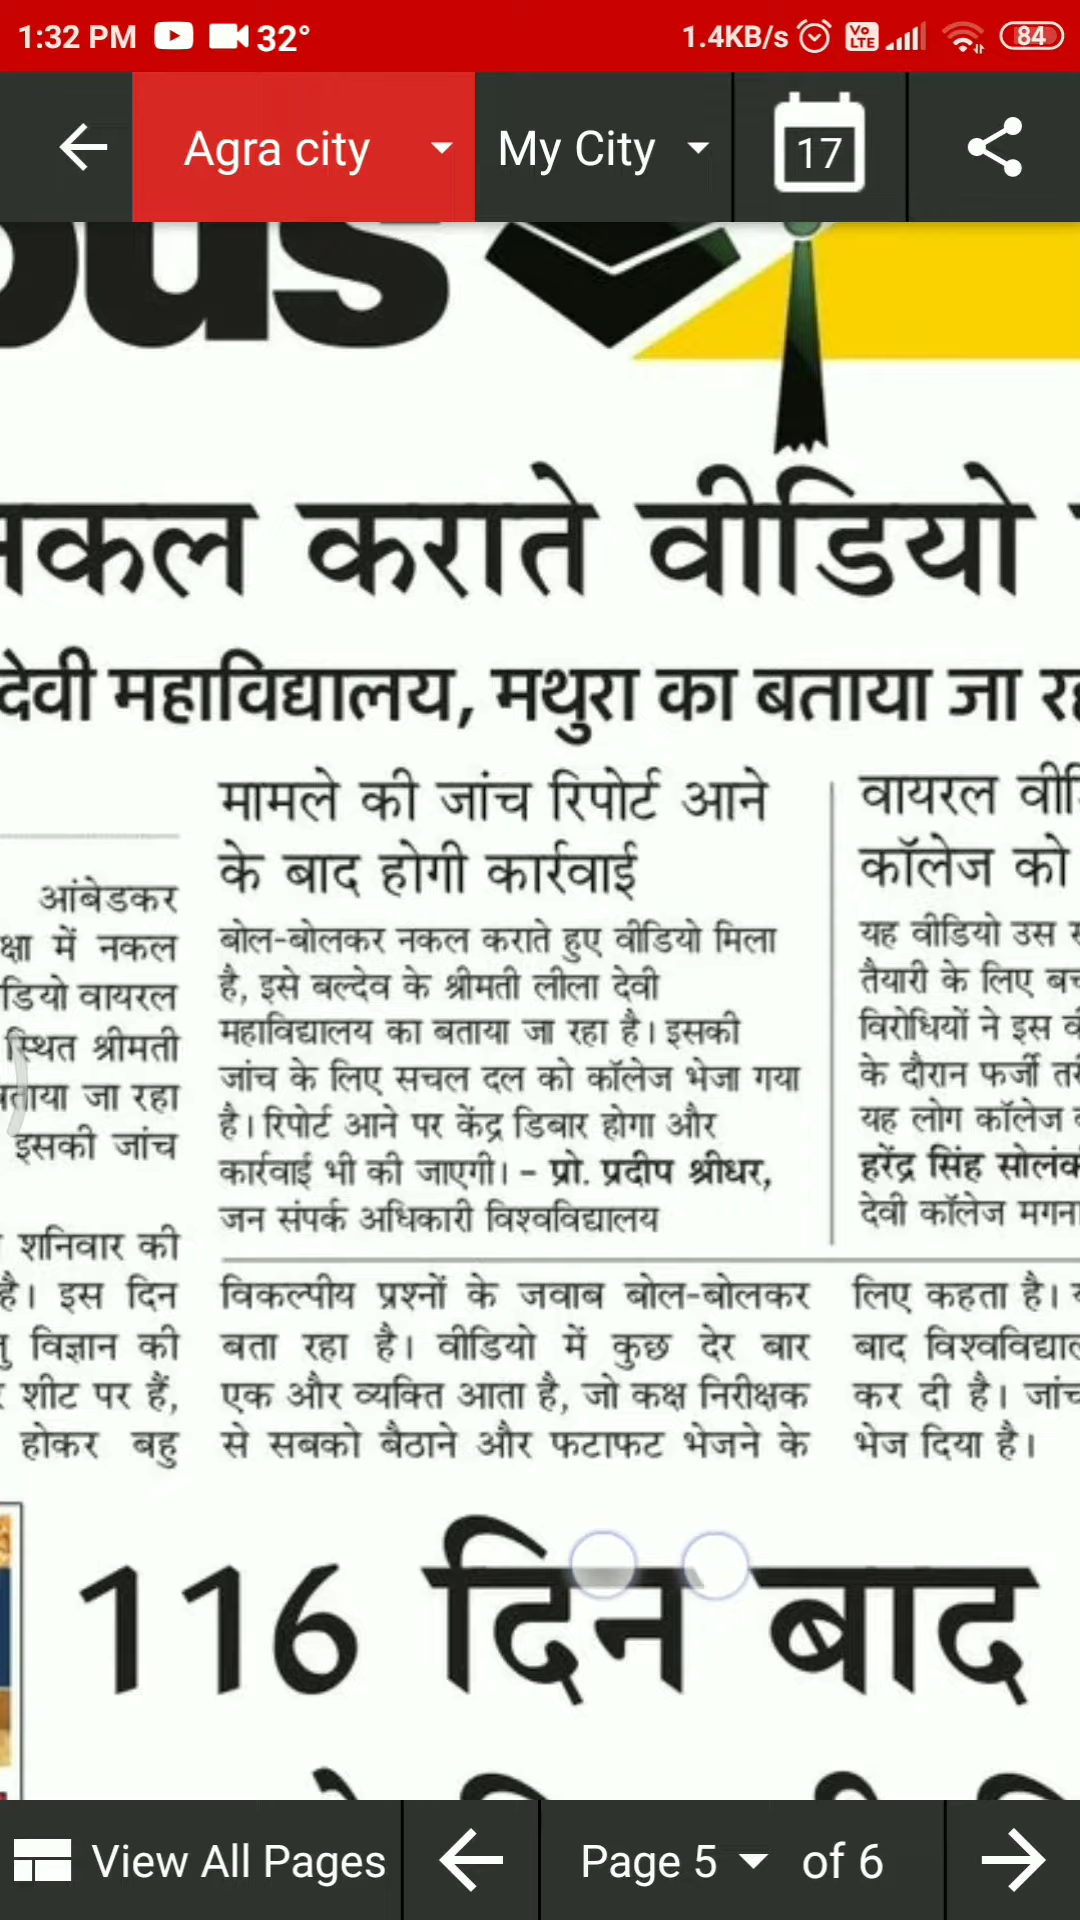 1:32 PM 32° 1.4KB/s Vo LTE 84
Agra city My City 17
नकल कराते वीडियो
देवी महाविद्यालय, मथुरा का बताया जा
आंबेडकर
में नकल
वायरल
स्थित श्रीमती
जा रहा
इसकी जांच
शनिवार की
है। इस दिन
विज्ञान की
शीट पर हैं,
होकर बहु
मामले की जांच रिपोर्ट आने
के बाद होगी कार्रवाई
बोल-बोलकर नकल कराते हुए वीडियो मिला
है, इसे बल्देव के श्रीमती लीला देवी
महाविद्यालय का बताया जा रहा है। इसकी
जांच के लिए सचल दल को कॉलेज भेजा गया
है। रिपोर्ट आने पर केंद्र डिबार होगा और
कार्रवाई भी की जाएगी। – प्रो. प्रदीप श्रीधर,
जन संपर्क अधिकारी विश्वविद्यालय
विकल्पीय प्रश्नों के जवाब बोल-बोलकर
बता रहा है। वीडियो में कुछ देर बार
एक और व्यक्ति आता है, जो कक्ष निरीक्षक
से सबको बैठाने और फटाफट भेजने के
वायरल
कॉलेज को
यह वीडियो उस
तैयारी के लिए
विरोधियों ने इस
के दौरान फर्जी
यह लोग कॉलेज
हरेंद्र सिंह
देवी कॉलेज
लिए कहता है।
बाद
कर दी है।
भेज दिया है।
116 दिन बाद
View All Pages Page 5 of 6